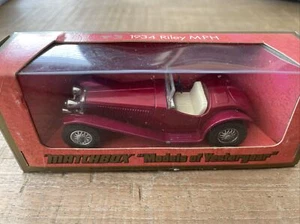 1934 Riley MPH
MATCHBOX "Models of Yesteryear"